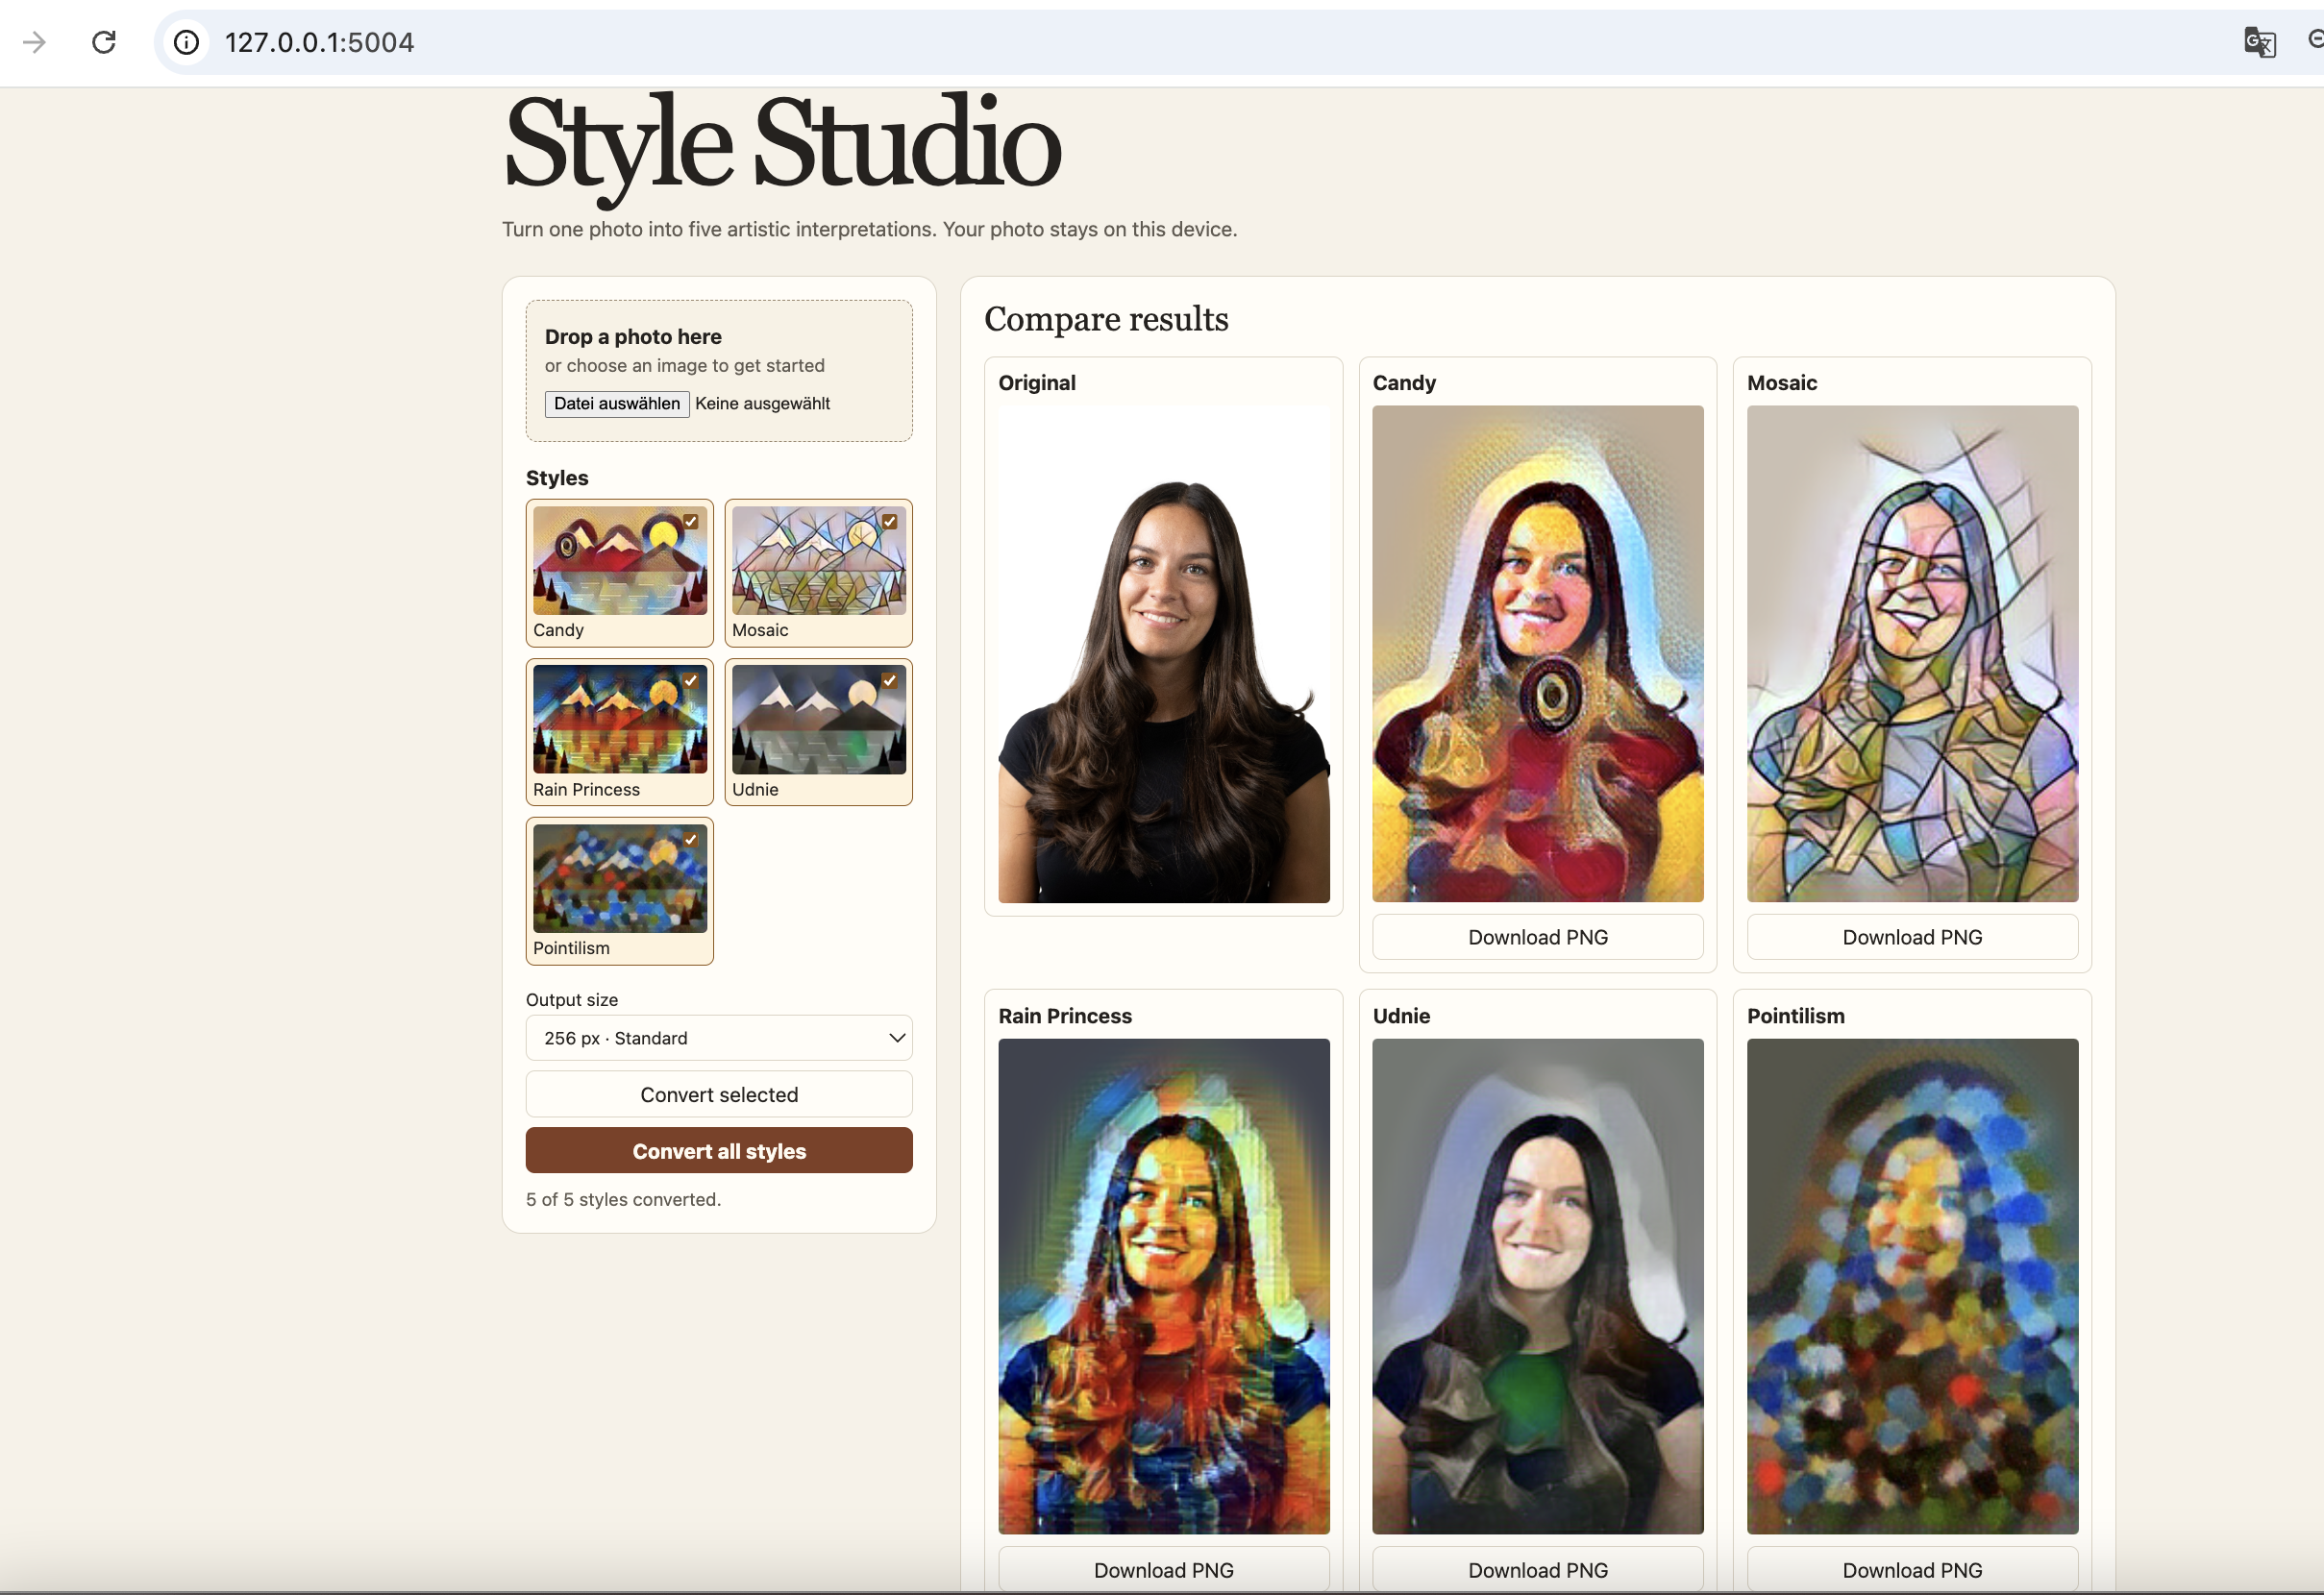 127.0.0.1:5004
Style Studio
Turn one photo into five artistic interpretations. Your photo stays on this device.
Drop a photo here
or choose an image to get started
Datei auswählen Keine ausgewählt
Styles
Candy
Mosaic
Rain Princess
Udnie
Pointilism
Output size
256 px · Standard
Convert selected
Convert all styles
5 of 5 styles converted.
Compare results
Original
Candy
Mosaic
Download PNG
Download PNG
Rain Princess
Udnie
Pointilism
Download PNG
Download PNG
Download PNG